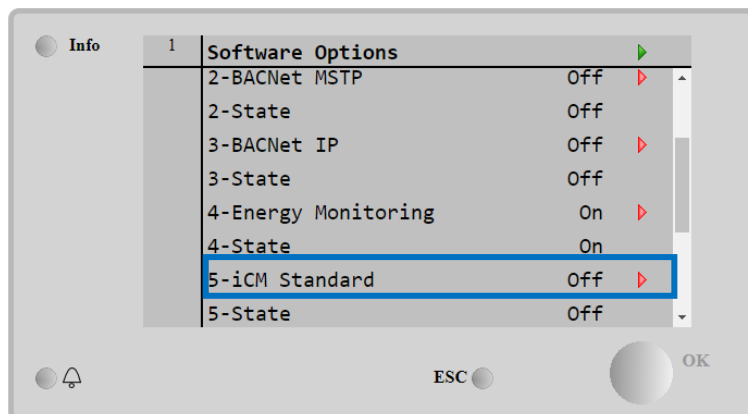 Info
1 Software Options
2-BACNet MSTP Off
2-State Off
3-BACNet IP Off
3-State Off
4-Energy Monitoring On
4-State On
5-iCM Standard Off
5-State Off
ESC
OK